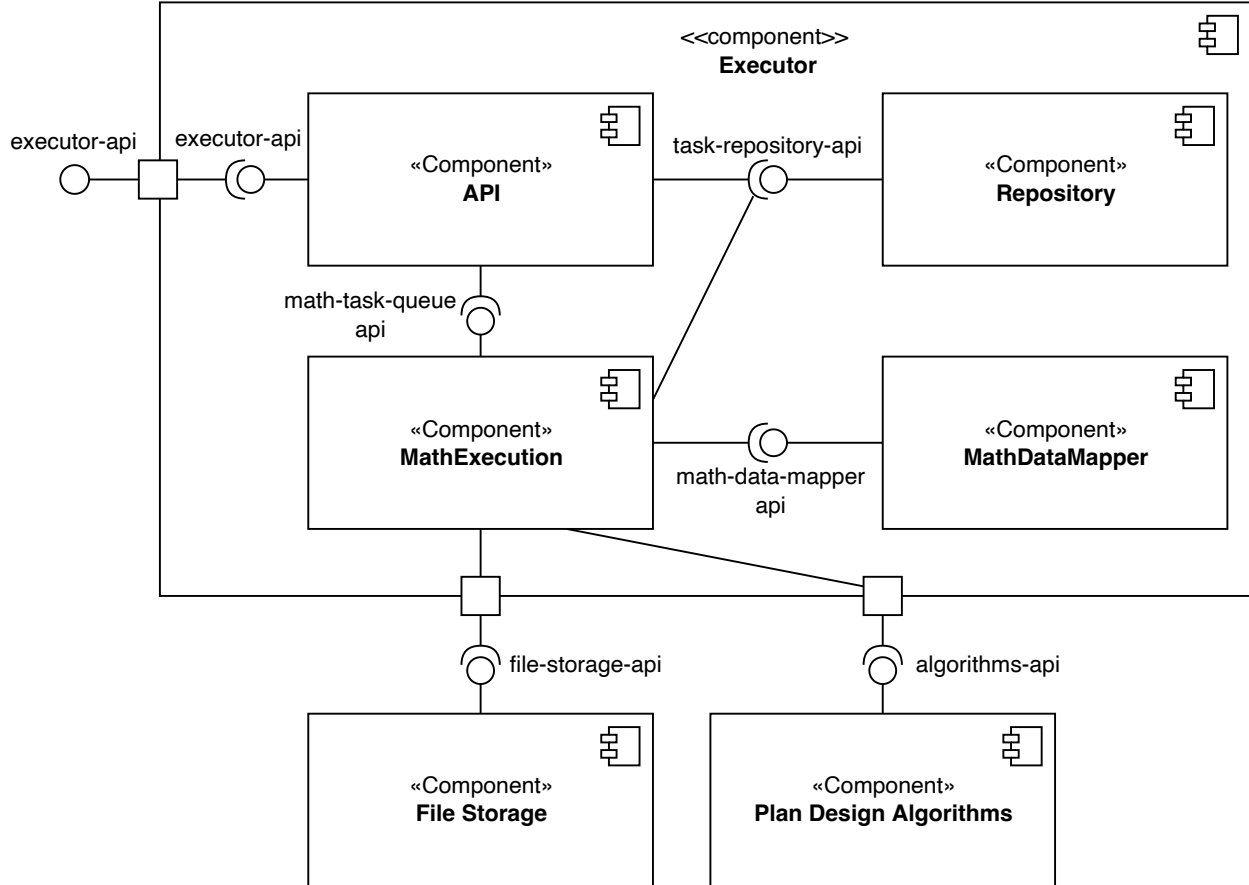 <<component>>
Executor
executor-api
executor-api
«Component»
API
task-repository-api
«Component»
Repository
math-task-queue
api
«Component»
MathExecution
math-data-mapper
api
«Component»
MathDataMapper
file-storage-api
algorithms-api
«Component»
File Storage
«Component»
Plan Design Algorithms